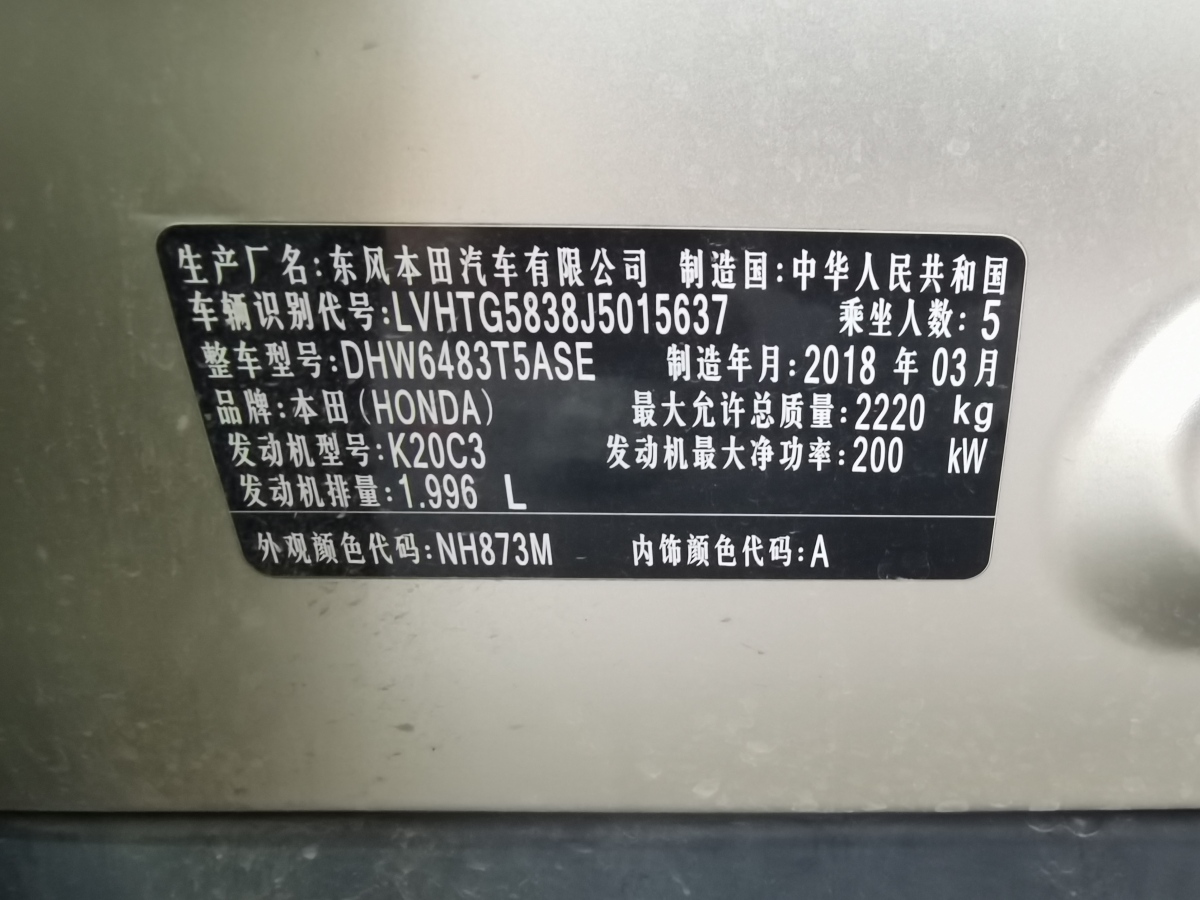 生产厂名:东风本田汽车有限公司 制造国:中华人民共和国
车辆识别代号:LVHTG5838J5015637 乘坐人数:5
整车型号:DHW6483T5ASE 制造年月:2018 年 03月
品牌:本田(HONDA) 最大允许总质量:2220 kg
发动机型号:K20C3 发动机最大净功率:200 kW
发动机排量:1.996 L
外观颜色代码:NH873M 内饰颜色代码:A